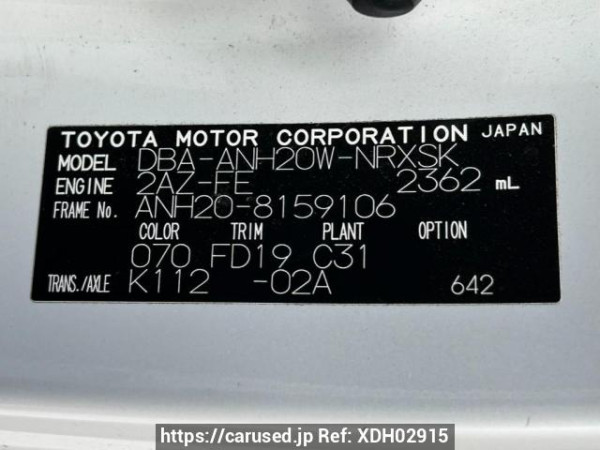 TOYOTA MOTOR CORPORATION JAPAN
MODEL DBA-ANH20W-NRXSK
ENGINE 2AZ-FE 2362 mL
FRAME No. ANH20-8159106
COLOR TRIM PLANT OPTION
070 FD19 C31
TRANS./AXLE K112 -02A 642
https://carused.jp Ref: XDH02915